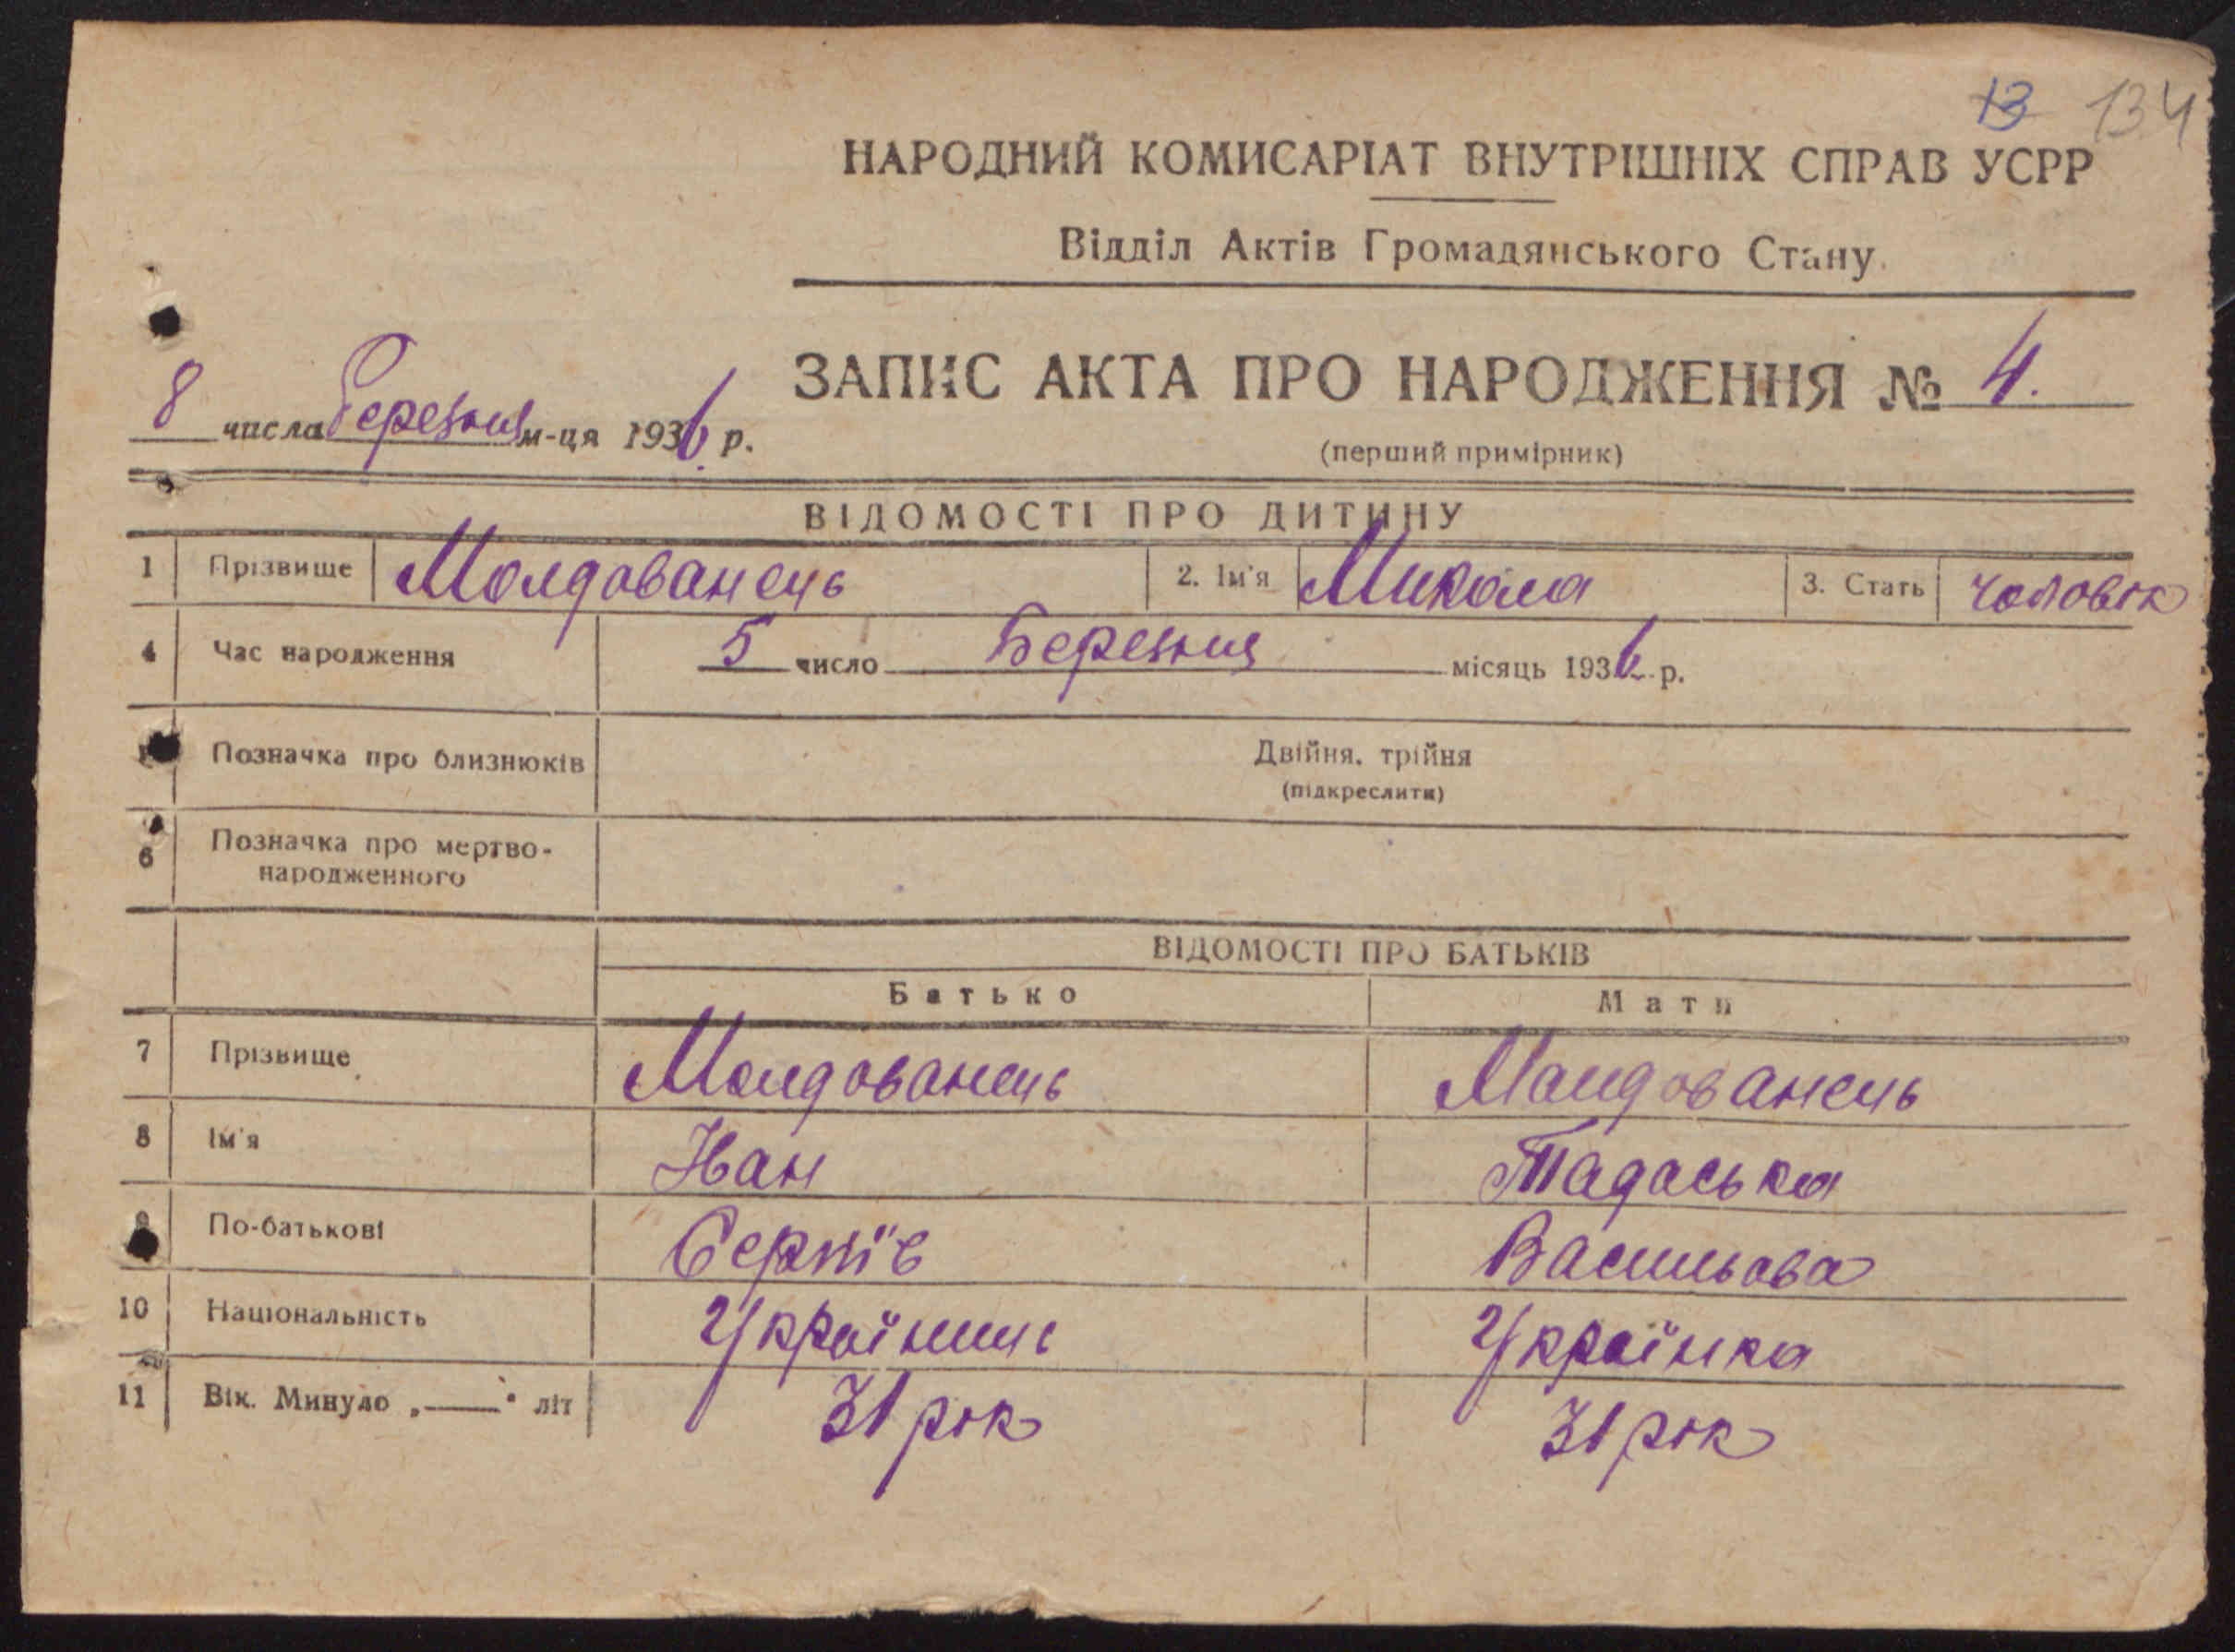 13 134
НАРОДНИЙ КОМИСАРІАТ ВНУТРІШНІХ СПРАВ УСРР
Відділ Актів Громадянського Стану.
ЗАПИС АКТА ПРО НАРОДЖЕННЯ № 4.
8 числа Березня м-ця 1936 р.
(перший примірник)
ВІДОМОСТІ ПРО ДИТИНУ
1 Прізвище Молдованець 2. Ім'я Микола 3. Стать чоловік
4 Час народження 5 число Березня місяць 1936 р.
Позначка про близнюків Двійня, трійня
(підкреслити)
6 Позначка про мертво-
народженного
ВІДОМОСТІ ПРО БАТЬКІВ
Батько Мати
7 Прізвище Молдованець Молдованець
8 Ім'я Іван Тадаська
9 По-батькові Сергіїв Васильова
10 Національність Українець Українка
11 Вік. Минуло „——“ літ 31 рік 31 рік